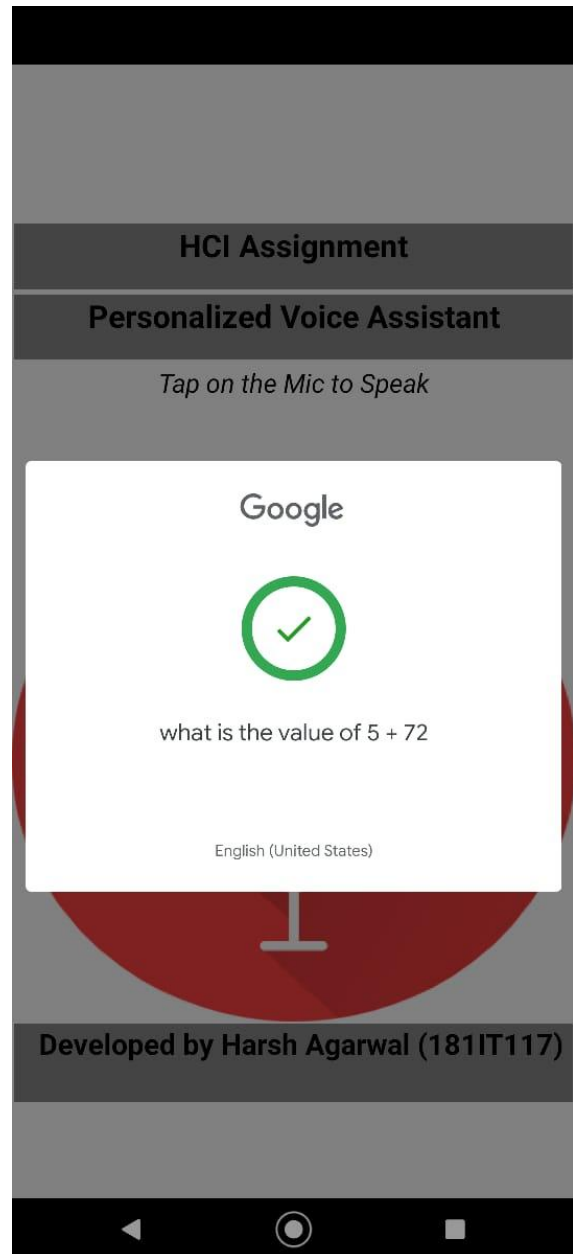 HCI Assignment
Personalized Voice Assistant
Tap on the Mic to Speak
Google
what is the value of 5 + 72
English (United States)
Developed by Harsh Agarwal (181IT117)